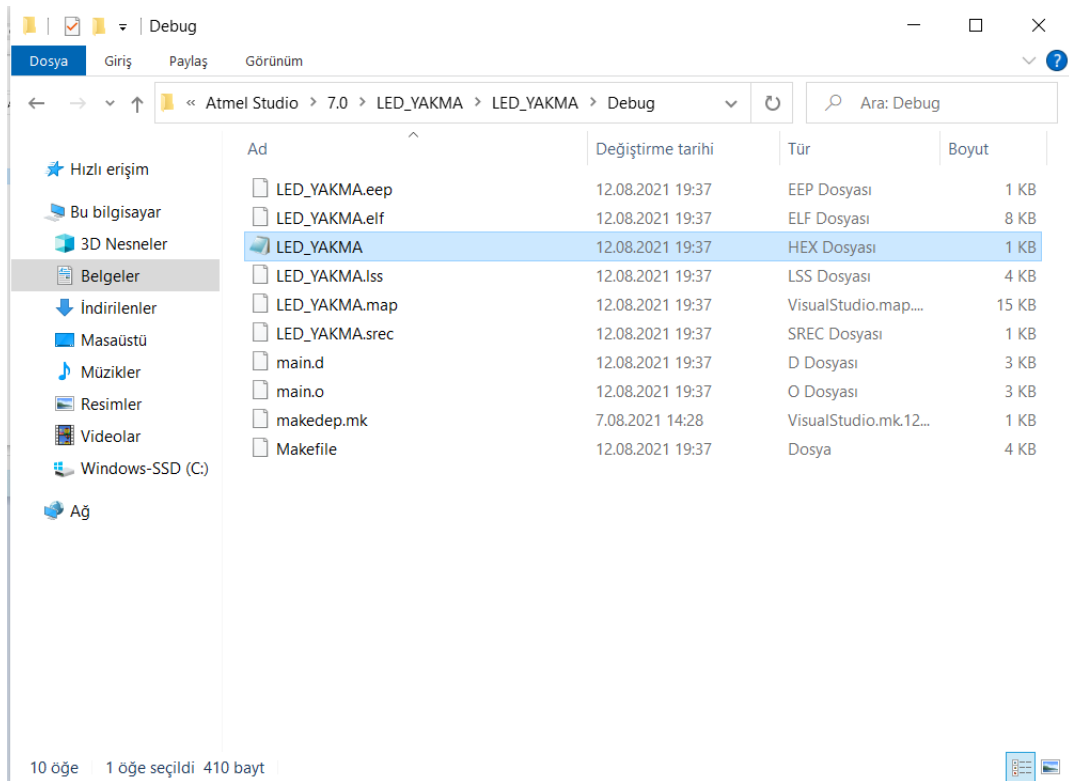 Debug
Dosya Giriş Paylaş Görünüm
« Atmel Studio > 7.0 > LED_YAKMA > LED_YAKMA > Debug Ara: Debug
Ad Değiştirme tarihi Tür Boyut
Hızlı erişim
Bu bilgisayar
3D Nesneler
Belgeler
İndirilenler
Masaüstü
Müzikler
Resimler
Videolar
Windows-SSD (C:)
Ağ
LED_YAKMA.eep 12.08.2021 19:37 EEP Dosyası 1 KB
LED_YAKMA.elf 12.08.2021 19:37 ELF Dosyası 8 KB
LED_YAKMA 12.08.2021 19:37 HEX Dosyası 1 KB
LED_YAKMA.lss 12.08.2021 19:37 LSS Dosyası 4 KB
LED_YAKMA.map 12.08.2021 19:37 VisualStudio.map.... 15 KB
LED_YAKMA.srec 12.08.2021 19:37 SREC Dosyası 1 KB
main.d 12.08.2021 19:37 D Dosyası 3 KB
main.o 12.08.2021 19:37 O Dosyası 3 KB
makedep.mk 7.08.2021 14:28 VisualStudio.mk.12... 1 KB
Makefile 12.08.2021 19:37 Dosya 4 KB
10 öğe 1 öğe seçildi 410 bayt